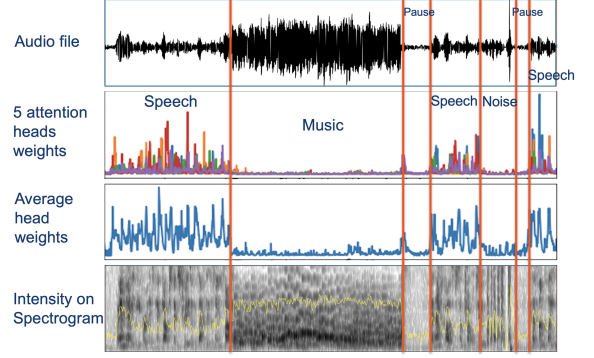 Pause
Pause
Audio file
Speech
5 attention
heads
weights
Speech
Music
Speech
Noise
Average
head
weights
Intensity on
Spectrogram